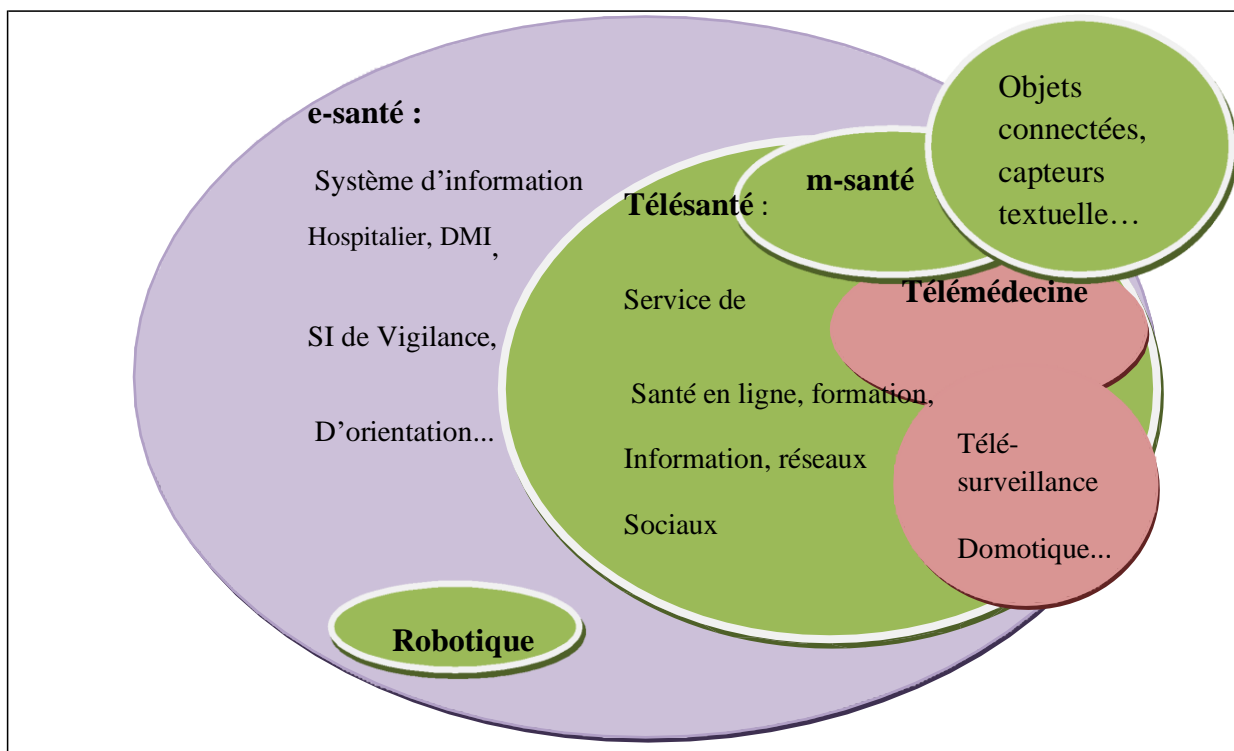 e-santé :
Système d’information
Hospitalier, DMI,
SI de Vigilance,
D’orientation...
Robotique
Télésanté :
Service de
Santé en ligne, formation,
Information, réseaux
Sociaux
m-santé
Objets
connectées,
capteurs
textuelle…
Télémédecine
Télé-
surveillance
Domotique...